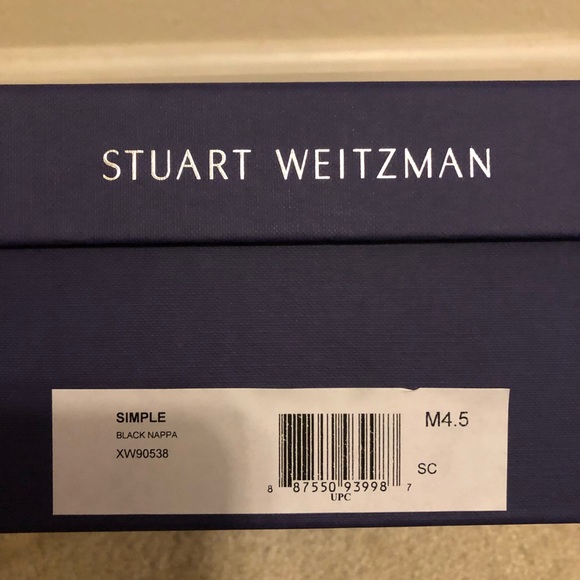 STUART WEITZMAN
SIMPLE
BLACK NAPPA
XW90538
8 87550 93998 7
UPC
M4.5
SC